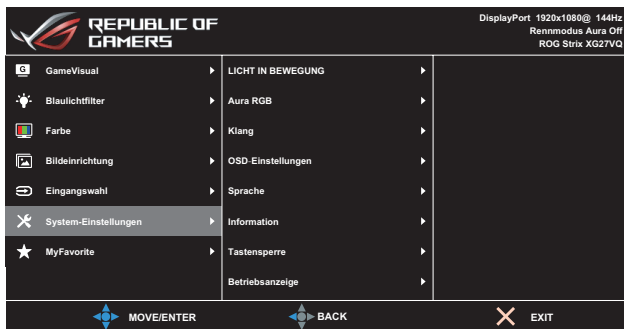 REPUBLIC OF
GAMERS
DisplayPort 1920x1080@ 144Hz
Rennmodus Aura Off
ROG Strix XG27VQ
G
GameVisual
Blaulichtfilter
Farbe
Bildeinrichtung
Eingangswahl
System-Einstellungen
MyFavorite
LICHT IN BEWEGUNG
Aura RGB
Klang
OSD-Einstellungen
Sprache
Information
Tastensperre
Betriebsanzeige
MOVE/ENTER
BACK
EXIT